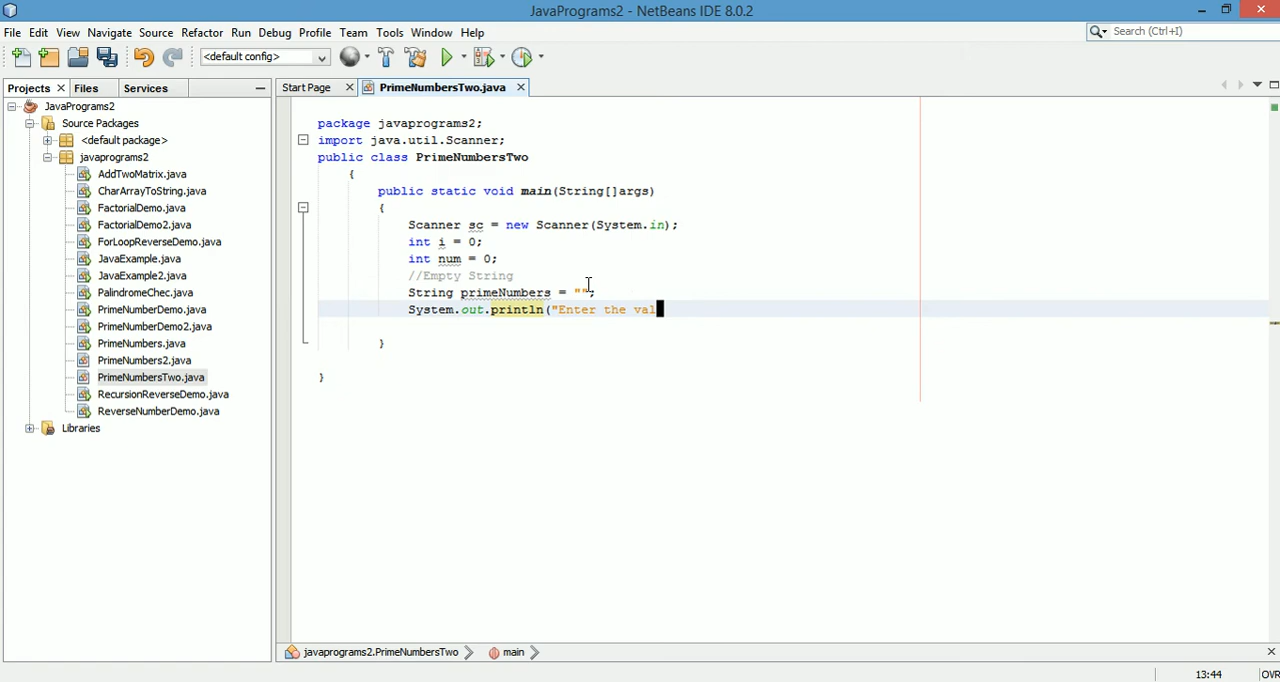 JavaPrograms2 - NetBeans IDE 8.0.2
File Edit View Navigate Source Refactor Run Debug Profile Team Tools Window Help
Search (Ctrl+I)
<default config>
Projects Files Services
Start Page PrimeNumbersTwo.java
JavaPrograms2
Source Packages
<default package>
javaprograms2
AddTwoMatrix.java
CharArrayToString.java
FactorialDemo.java
FactorialDemo2.java
ForLoopReverseDemo.java
JavaExample.java
JavaExample2.java
PalindromeChec.java
PrimeNumberDemo.java
PrimeNumberDemo2.java
PrimeNumbers.java
PrimeNumbers2.java
PrimeNumbersTwo.java
RecursionReverseDemo.java
ReverseNumberDemo.java
Libraries
package javaprograms2;
import java.util.Scanner;
public class PrimeNumbersTwo
{
public static void main(String[]args)
{
Scanner sc = new Scanner(System.in);
int i = 0;
int num = 0;
//Empty String
String primeNumbers = "";
System.out.println("Enter the val
}
}
javaprograms2.PrimeNumbersTwo main
13:44 OVR